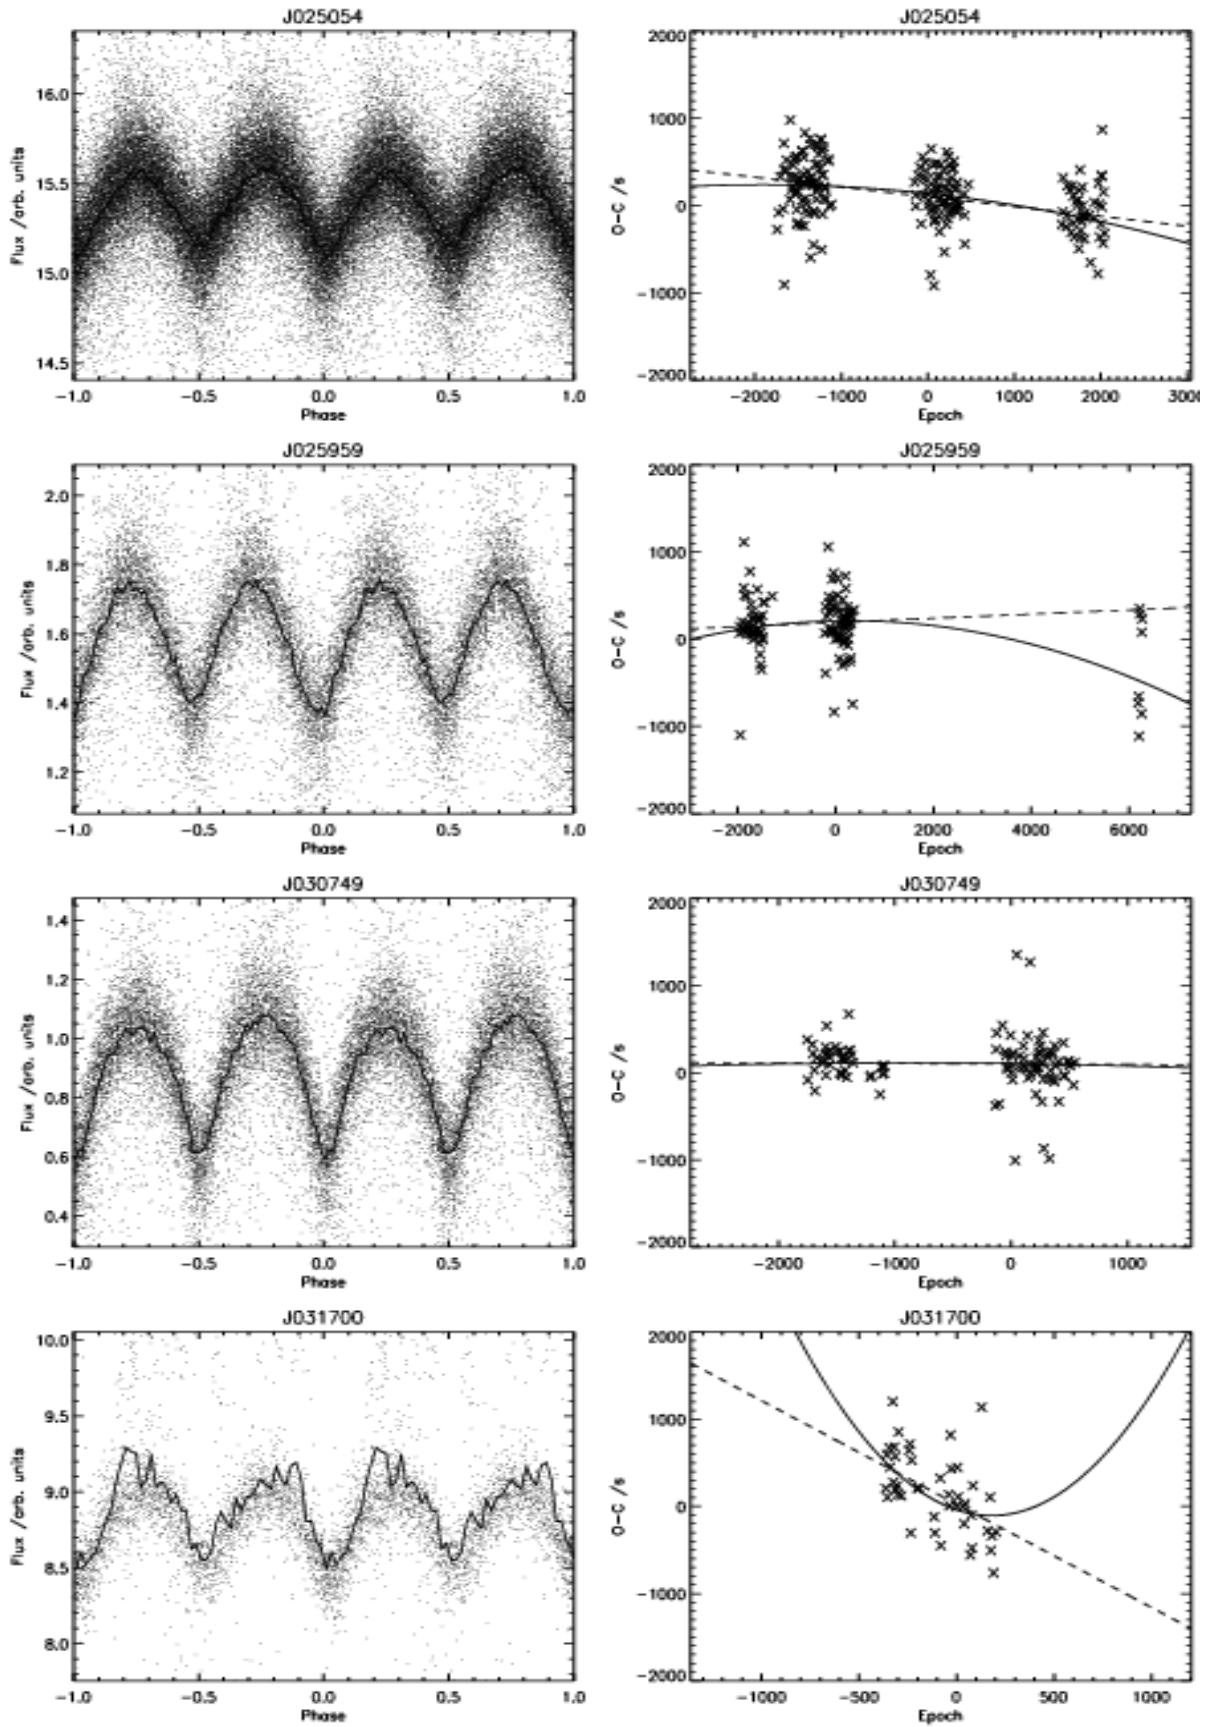 J025054
J025054
Flux /arb. units
16.0
15.5
15.0
14.5
-1.0 -0.5 0.0 0.5 1.0
Phase
O-C /s
2000
1000
0
-1000
-2000
-2000 -1000 0 1000 2000 3000
Epoch
J025959
J025959
Flux /arb. units
2.0
1.8
1.6
1.4
1.2
-1.0 -0.5 0.0 0.5 1.0
Phase
O-C /s
2000
1000
0
-1000
-2000
-2000 0 2000 4000 6000
Epoch
J030749
J030749
Flux /arb. units
1.4
1.2
1.0
0.8
0.6
0.4
-1.0 -0.5 0.0 0.5 1.0
Phase
O-C /s
2000
1000
0
-1000
-2000
-2000 -1000 0 1000
Epoch
J031700
J031700
Flux /arb. units
10.0
9.5
9.0
8.5
8.0
-1.0 -0.5 0.0 0.5 1.0
Phase
O-C /s
2000
1000
0
-1000
-2000
-1000 -500 0 500 1000
Epoch